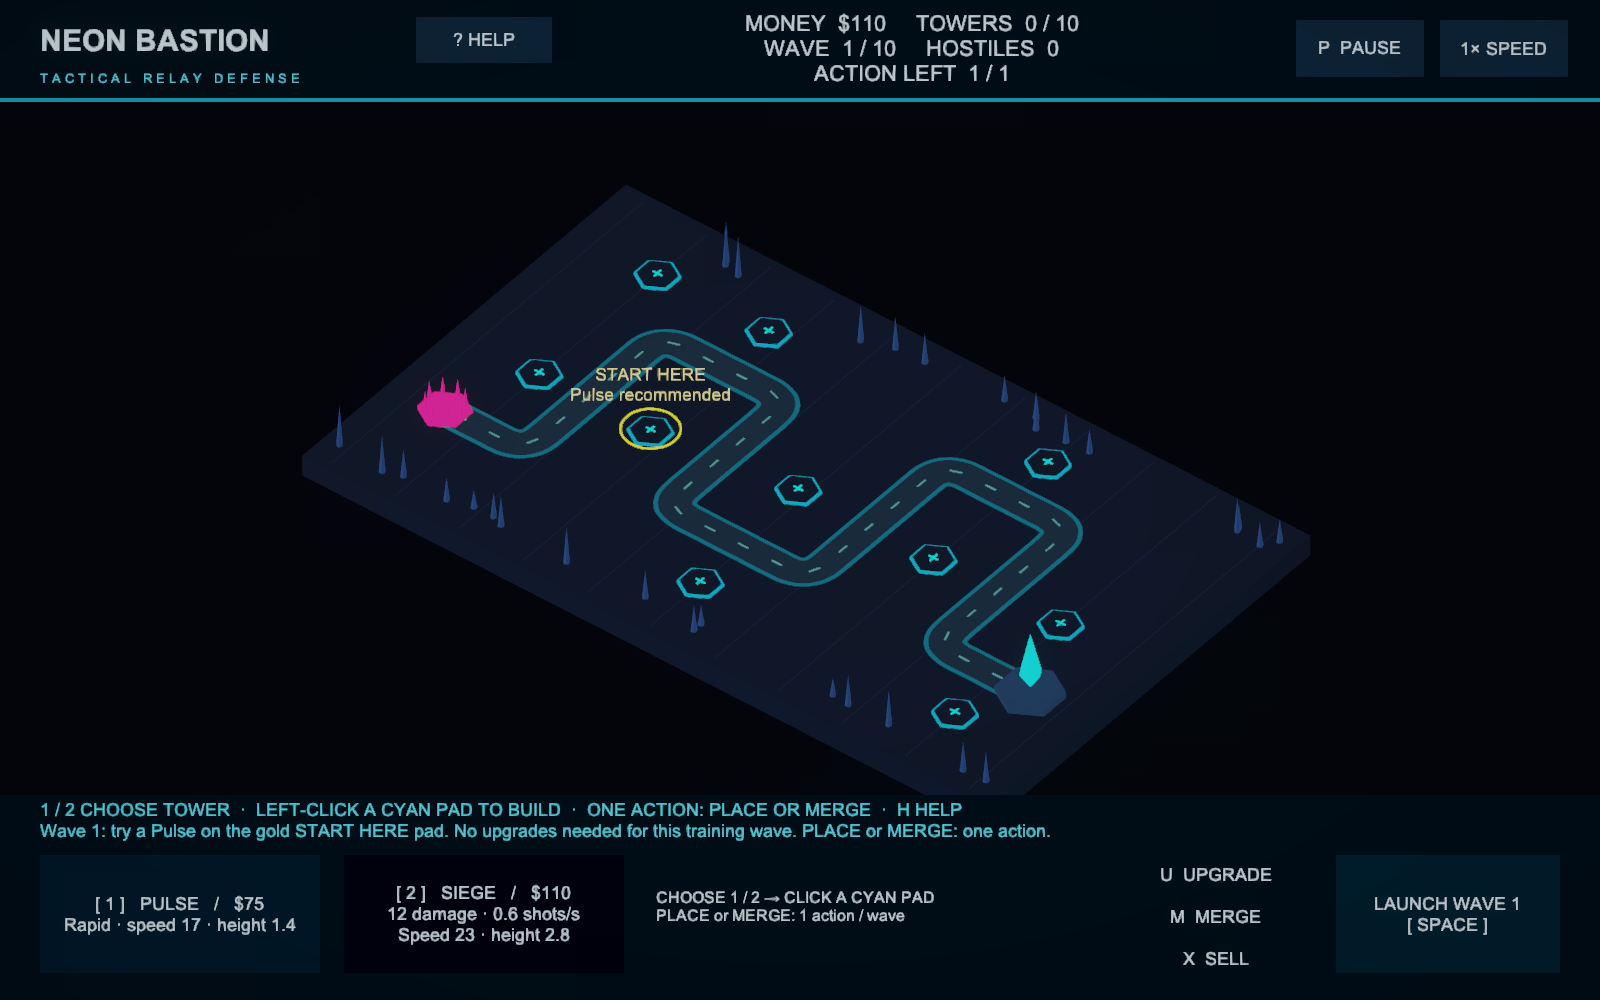 NEON BASTION
TACTICAL RELAY DEFENSE
? HELP
MONEY $110 TOWERS 0 / 10
WAVE 1 / 10 HOSTILES 0
ACTION LEFT 1 / 1
P PAUSE
1× SPEED
START HERE
Pulse recommended
1 / 2 CHOOSE TOWER · LEFT-CLICK A CYAN PAD TO BUILD · ONE ACTION: PLACE OR MERGE · H HELP
Wave 1: try a Pulse on the gold START HERE pad. No upgrades needed for this training wave. PLACE or MERGE: one action.
[ 1 ] PULSE / $75
Rapid · speed 17 · height 1.4
[ 2 ] SIEGE / $110
12 damage · 0.6 shots/s
Speed 23 · height 2.8
CHOOSE 1 / 2 → CLICK A CYAN PAD
PLACE or MERGE: 1 action / wave
U UPGRADE
M MERGE
X SELL
LAUNCH WAVE 1
[ SPACE ]